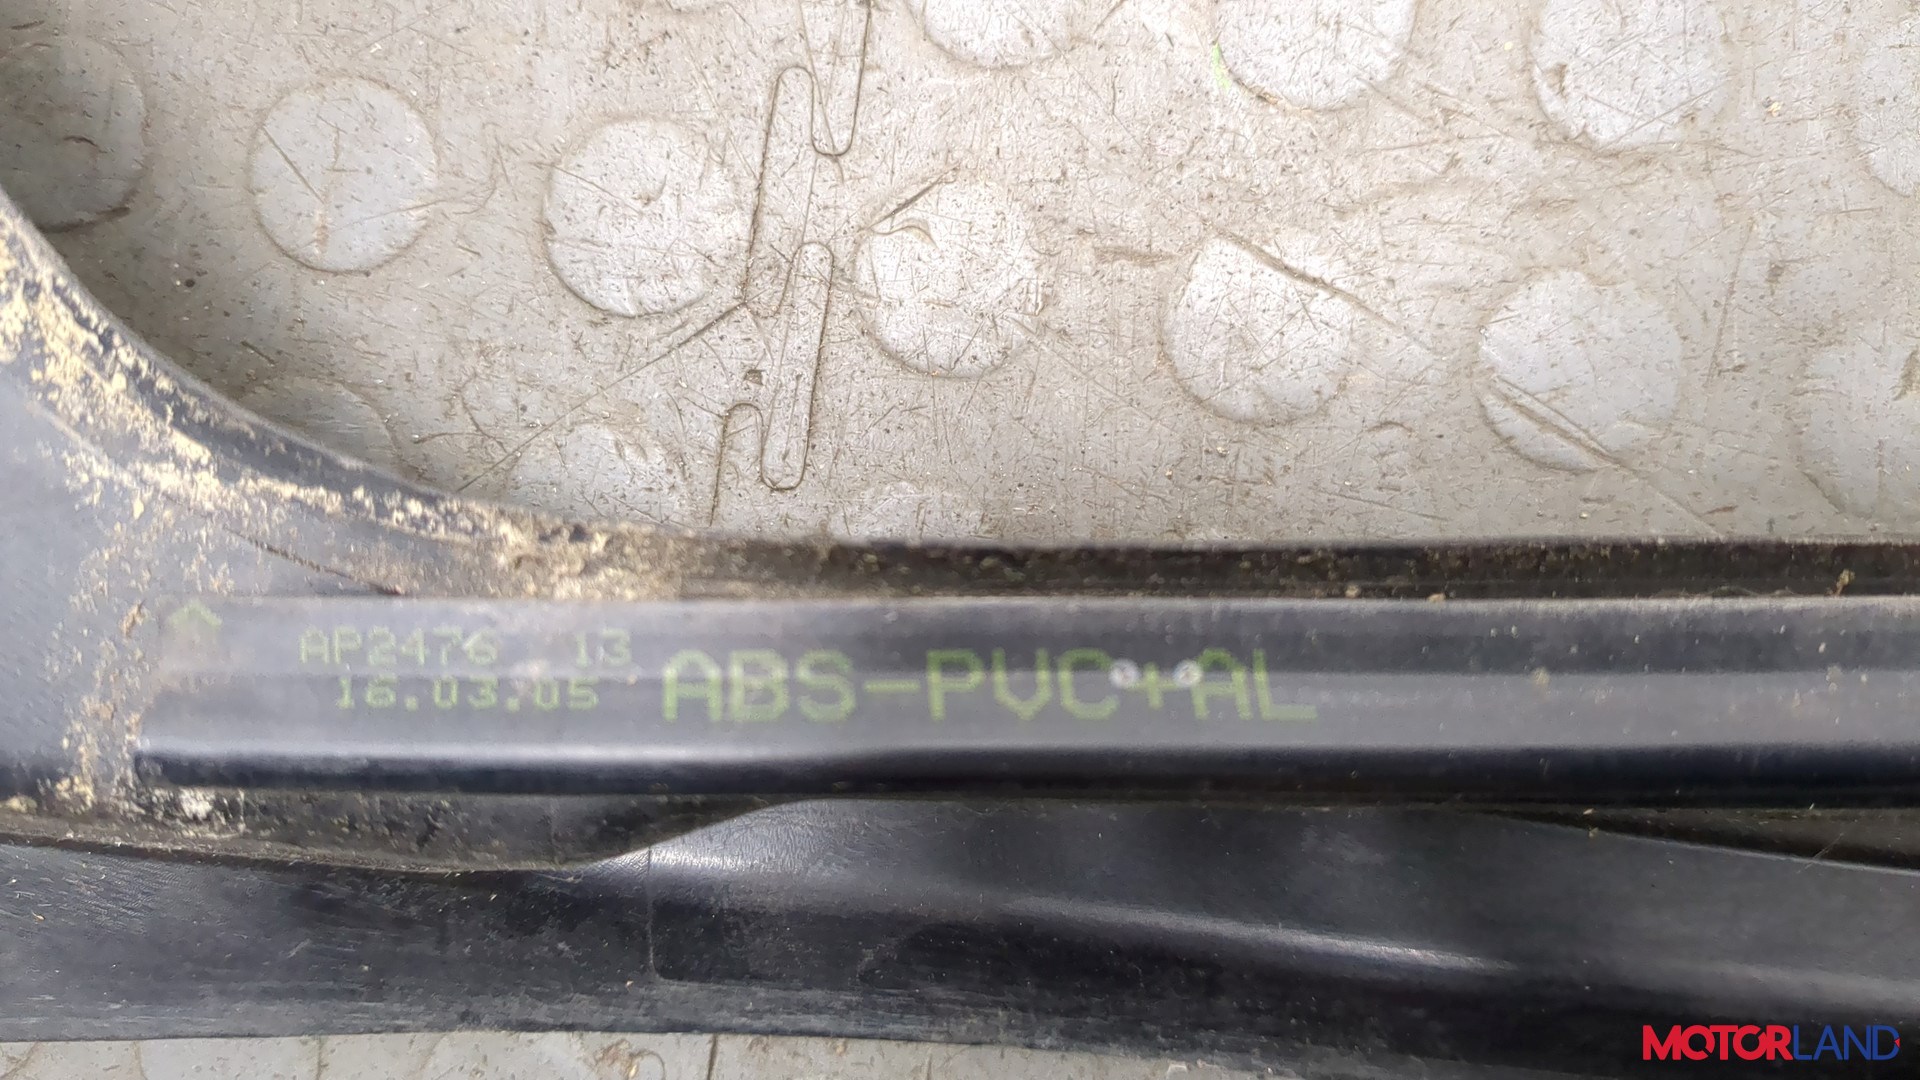 AP2476 13
16.03.05
ABS-PVC+AL
MOTORLAND